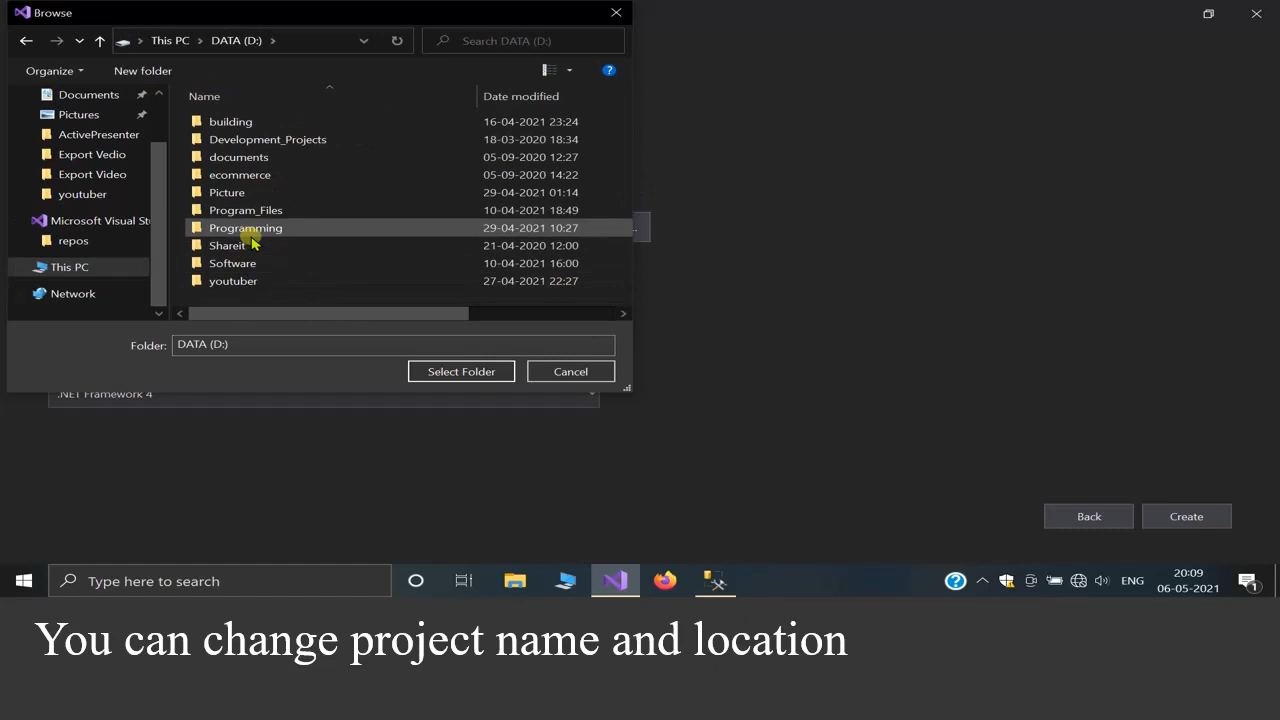 Browse
This PC > DATA (D:) >
Search DATA (D:)
Organize
New folder
?
Name
Date modified
Documents
Pictures
ActivePresenter
Export Vedio
Export Video
youtuber
Microsoft Visual St
repos
This PC
Network
building 16-04-2021 23:24
Development_Projects 18-03-2020 18:34
documents 05-09-2020 12:27
ecommerce 05-09-2020 14:22
Picture 29-04-2021 01:14
Program_Files 10-04-2021 18:49
Programming 29-04-2021 10:27
Shareit 21-04-2020 12:00
Software 10-04-2021 16:00
youtuber 27-04-2021 22:27
Folder: DATA (D:)
Select Folder
Cancel
.NET Framework 4
Back
Create
Type here to search
?
ENG
20:09
06-05-2021
1
You can change project name and location